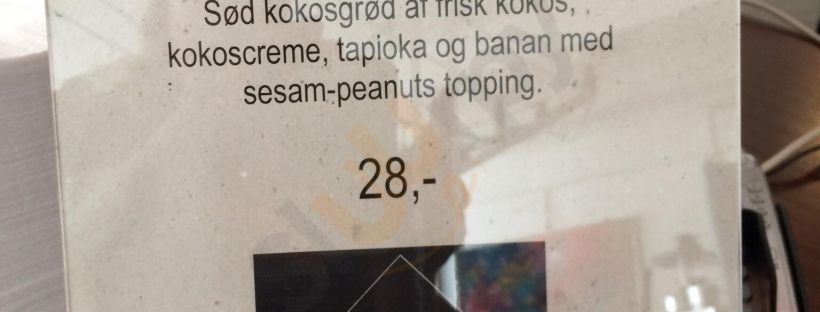 Sød kokosgrød af frisk kokos,
kokoscreme, tapioka og banan med
sesam-peanuts topping.
28,-